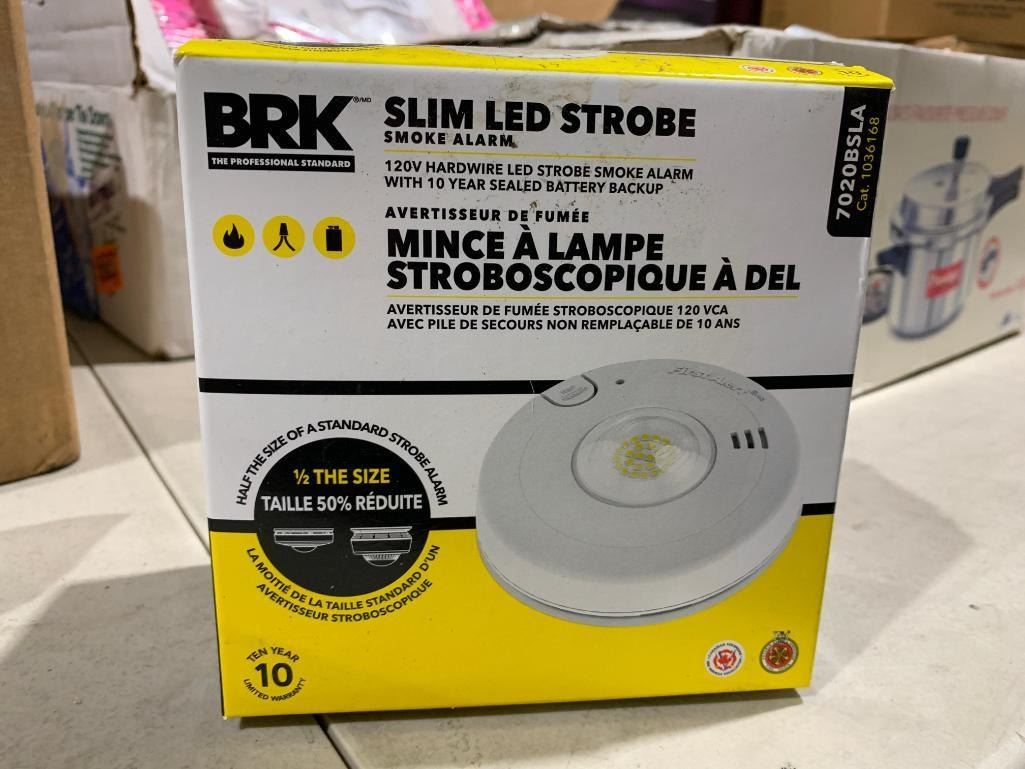 BRK ®/MD
THE PROFESSIONAL STANDARD
SLIM LED STROBE
SMOKE ALARM
120V HARDWIRE LED STROBE SMOKE ALARM
WITH 10 YEAR SEALED BATTERY BACKUP
AVERTISSEUR DE FUMÉE
MINCE À LAMPE
STROBOSCOPIQUE À DEL
AVERTISSEUR DE FUMÉE STROBOSCOPIQUE 120 VCA
AVEC PILE DE SECOURS NON REMPLAÇABLE DE 10 ANS
7020BSLA
Cat. 1036168
First Alert
HALF THE SIZE OF A STANDARD STROBE ALARM
½ THE SIZE
TAILLE 50% RÉDUITE
LA MOITIÉ DE LA TAILLE STANDARD D'UN
AVERTISSEUR STROBOSCOPIQUE
TEN YEAR
10
LIMITED WARRANTY